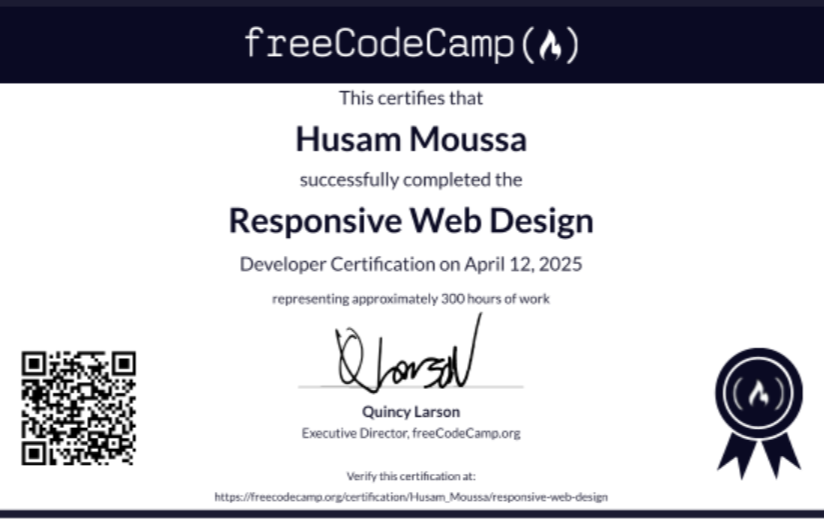 freeCodeCamp(🔥)
This certifies that
Husam Moussa
successfully completed the
Responsive Web Design
Developer Certification on April 12, 2025
representing approximately 300 hours of work
Q Larson
Quincy Larson
Executive Director, freeCodeCamp.org
Verify this certification at:
https://freecodecamp.org/certification/Husam_Moussa/responsive-web-design